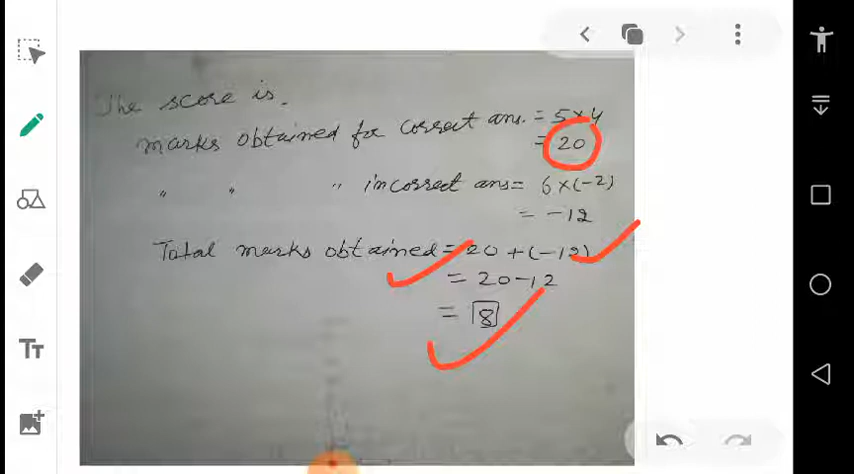 The score is.
marks obtained for correct ans. = 5×4
= 20
" " " incorrect ans = 6×(-2)
= -12
Total marks obtained = 20+(-12)
= 20-12
= 8
Tt